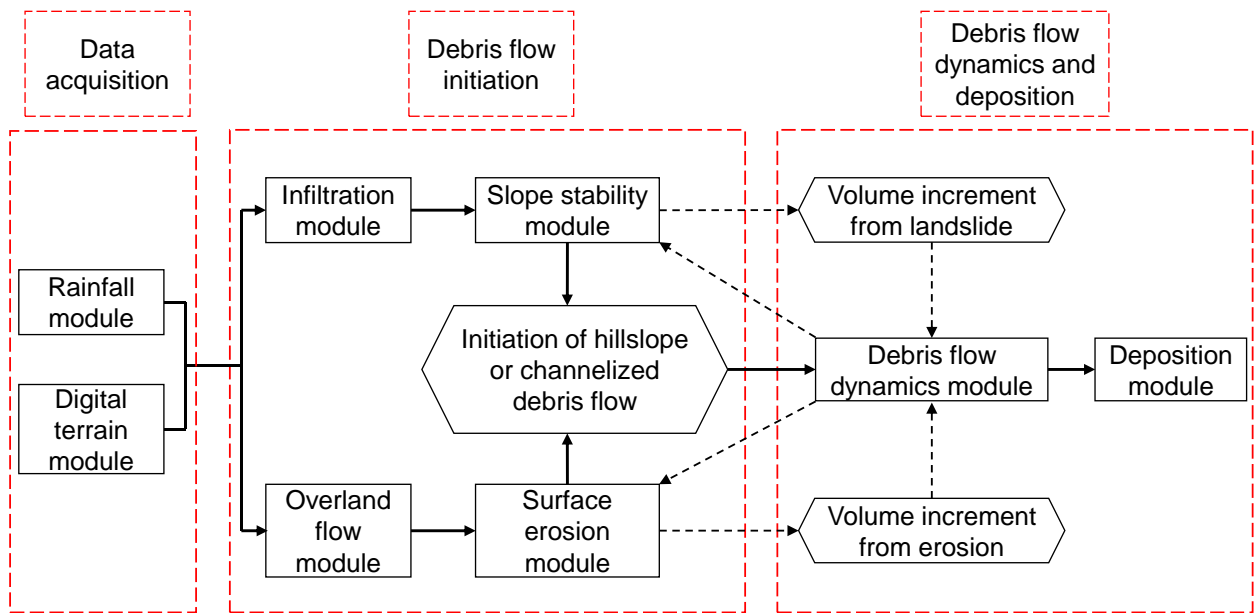 Data
acquisition
Debris flow
initiation
Debris flow
dynamics and
deposition
Rainfall
module
Digital
terrain
module
Infiltration
module
Slope stability
module
Initiation of hillslope
or channelized
debris flow
Overland
flow
module
Surface
erosion
module
Volume increment
from landslide
Debris flow
dynamics module
Deposition
module
Volume increment
from erosion